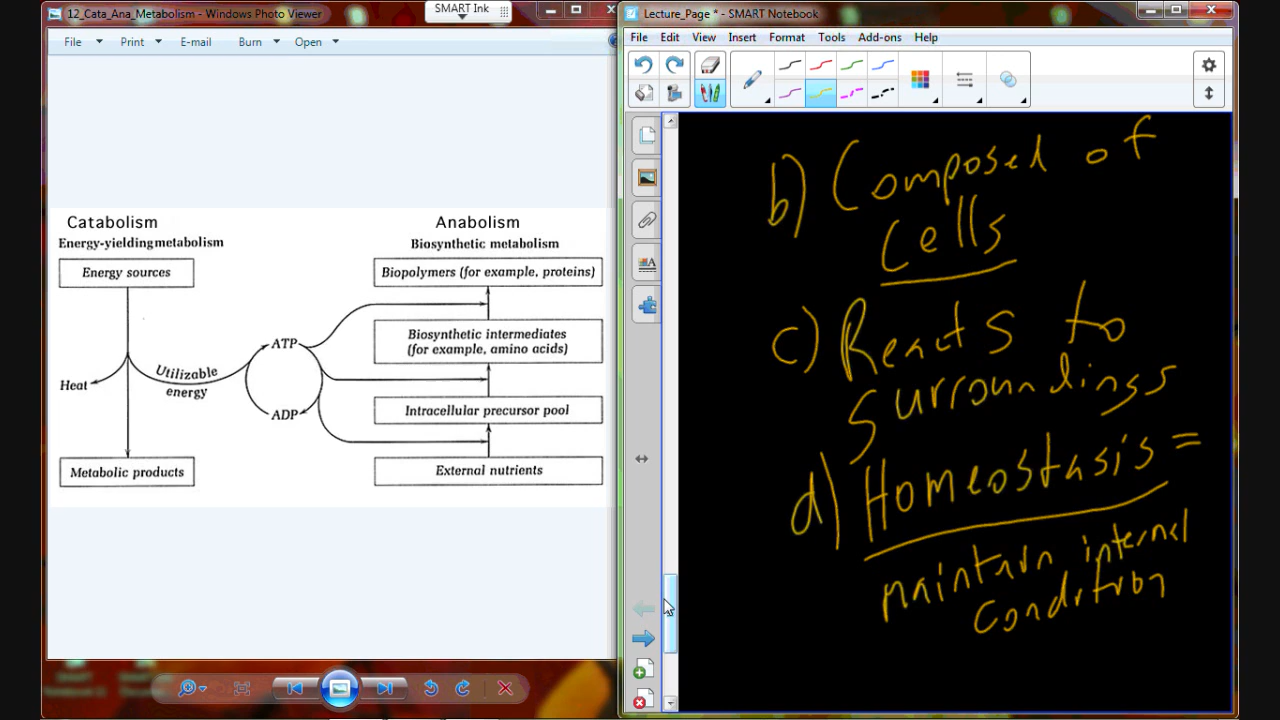 12_Cata_Ana_Metabolism - Windows Photo Viewer
SMART Ink
File Print E-mail Burn Open
Catabolism
Energy-yielding metabolism
Energy sources
Heat
Utilizable
energy
ATP
ADP
Metabolic products
Anabolism
Biosynthetic metabolism
Biopolymers (for example, proteins)
Biosynthetic intermediates
(for example, amino acids)
Intracellular precursor pool
External nutrients
Lecture_Page * - SMART Notebook
File Edit View Insert Format Tools Add-ons Help
b) Composed of
Cells
c) Reacts to
surroundings
d) Homeostasis =
maintain internal
condition